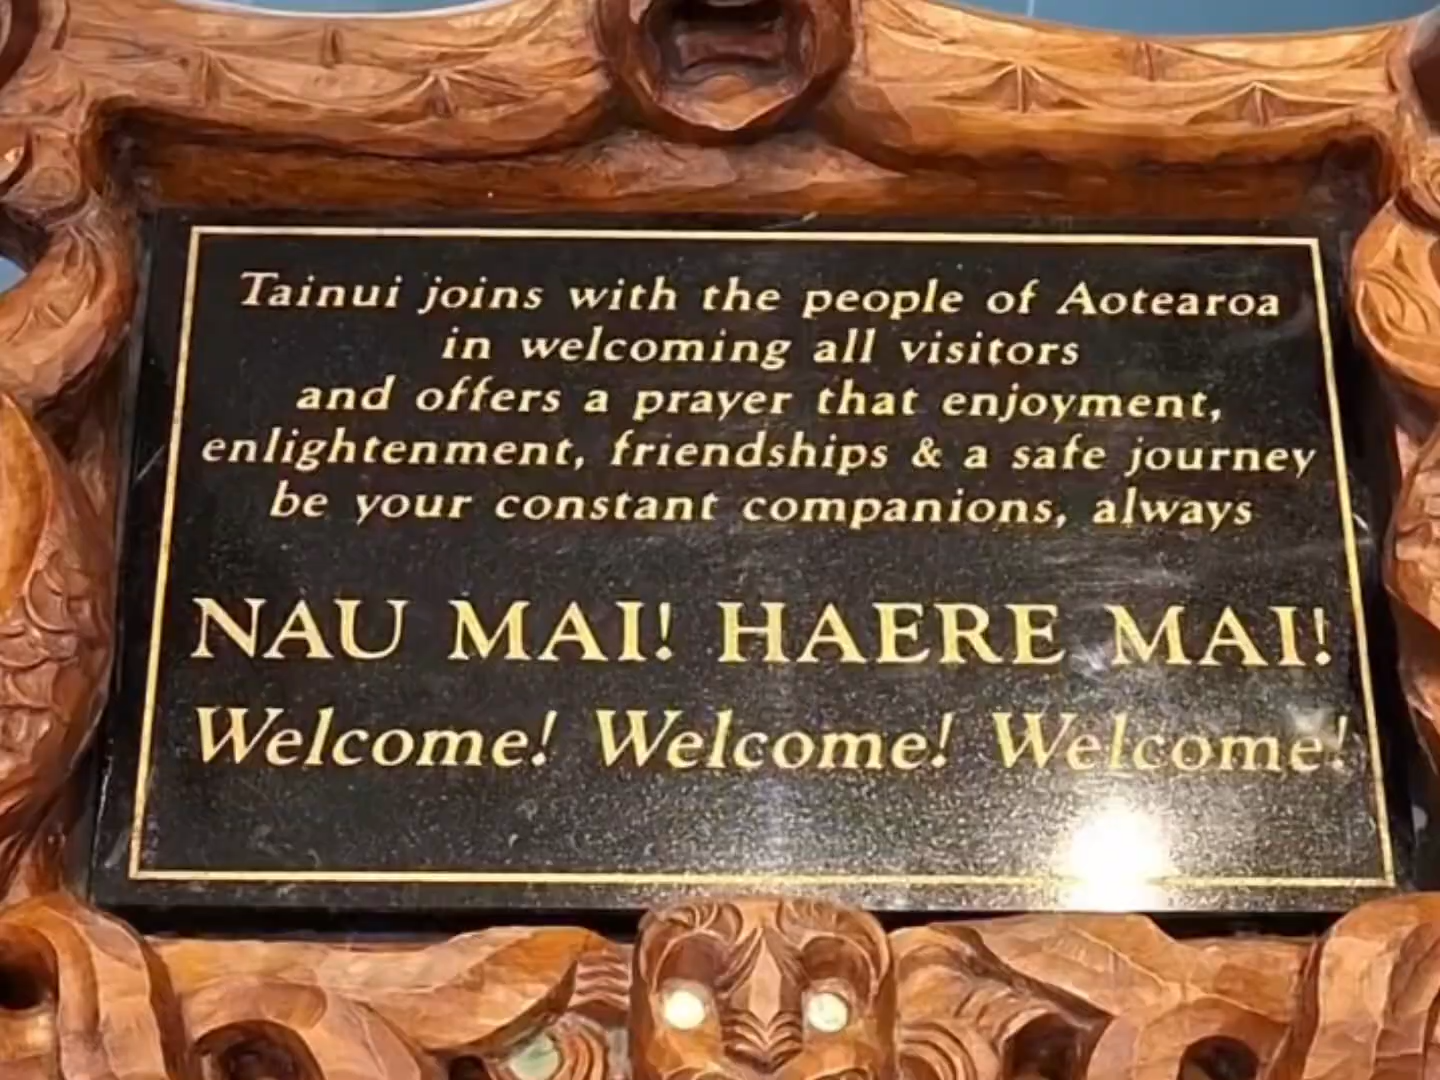 Tainui joins with the people of Aotearoa
in welcoming all visitors
and offers a prayer that enjoyment,
enlightenment, friendships & a safe journey
be your constant companions, always
NAU MAI! HAERE MAI!
Welcome! Welcome! Welcome!